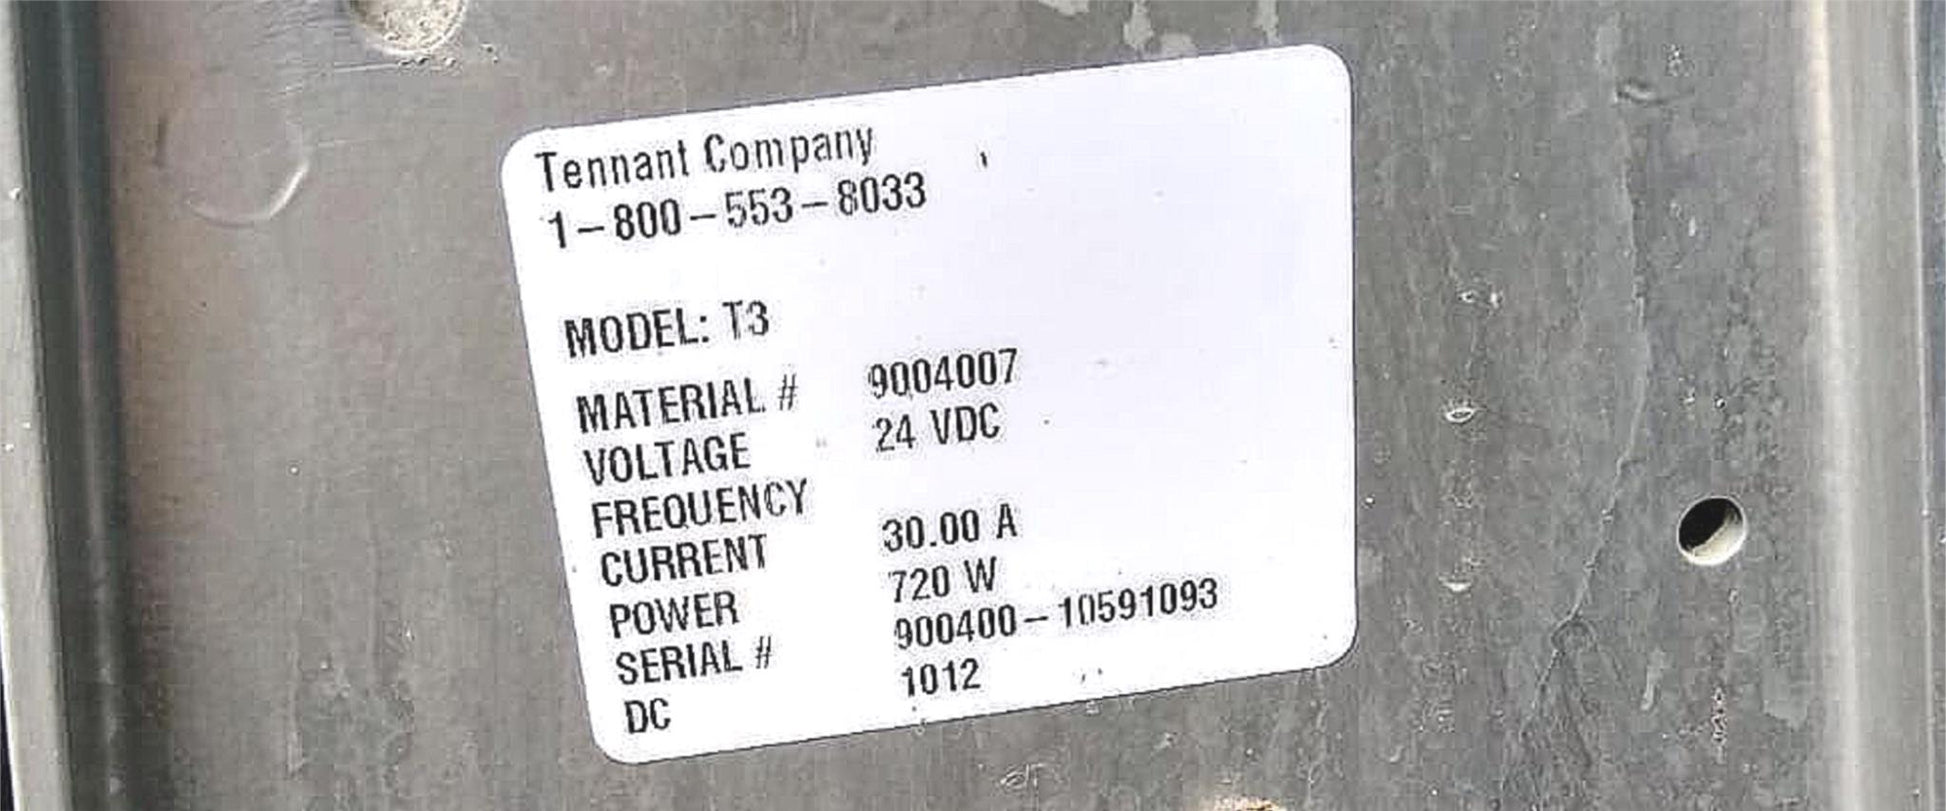 Tennant Company
1-800-553-8033
MODEL: T3
MATERIAL # 9004007
VOLTAGE 24 VDC
FREQUENCY
CURRENT 30.00 A
POWER 720 W
SERIAL # 900400-10591093
DC 1012